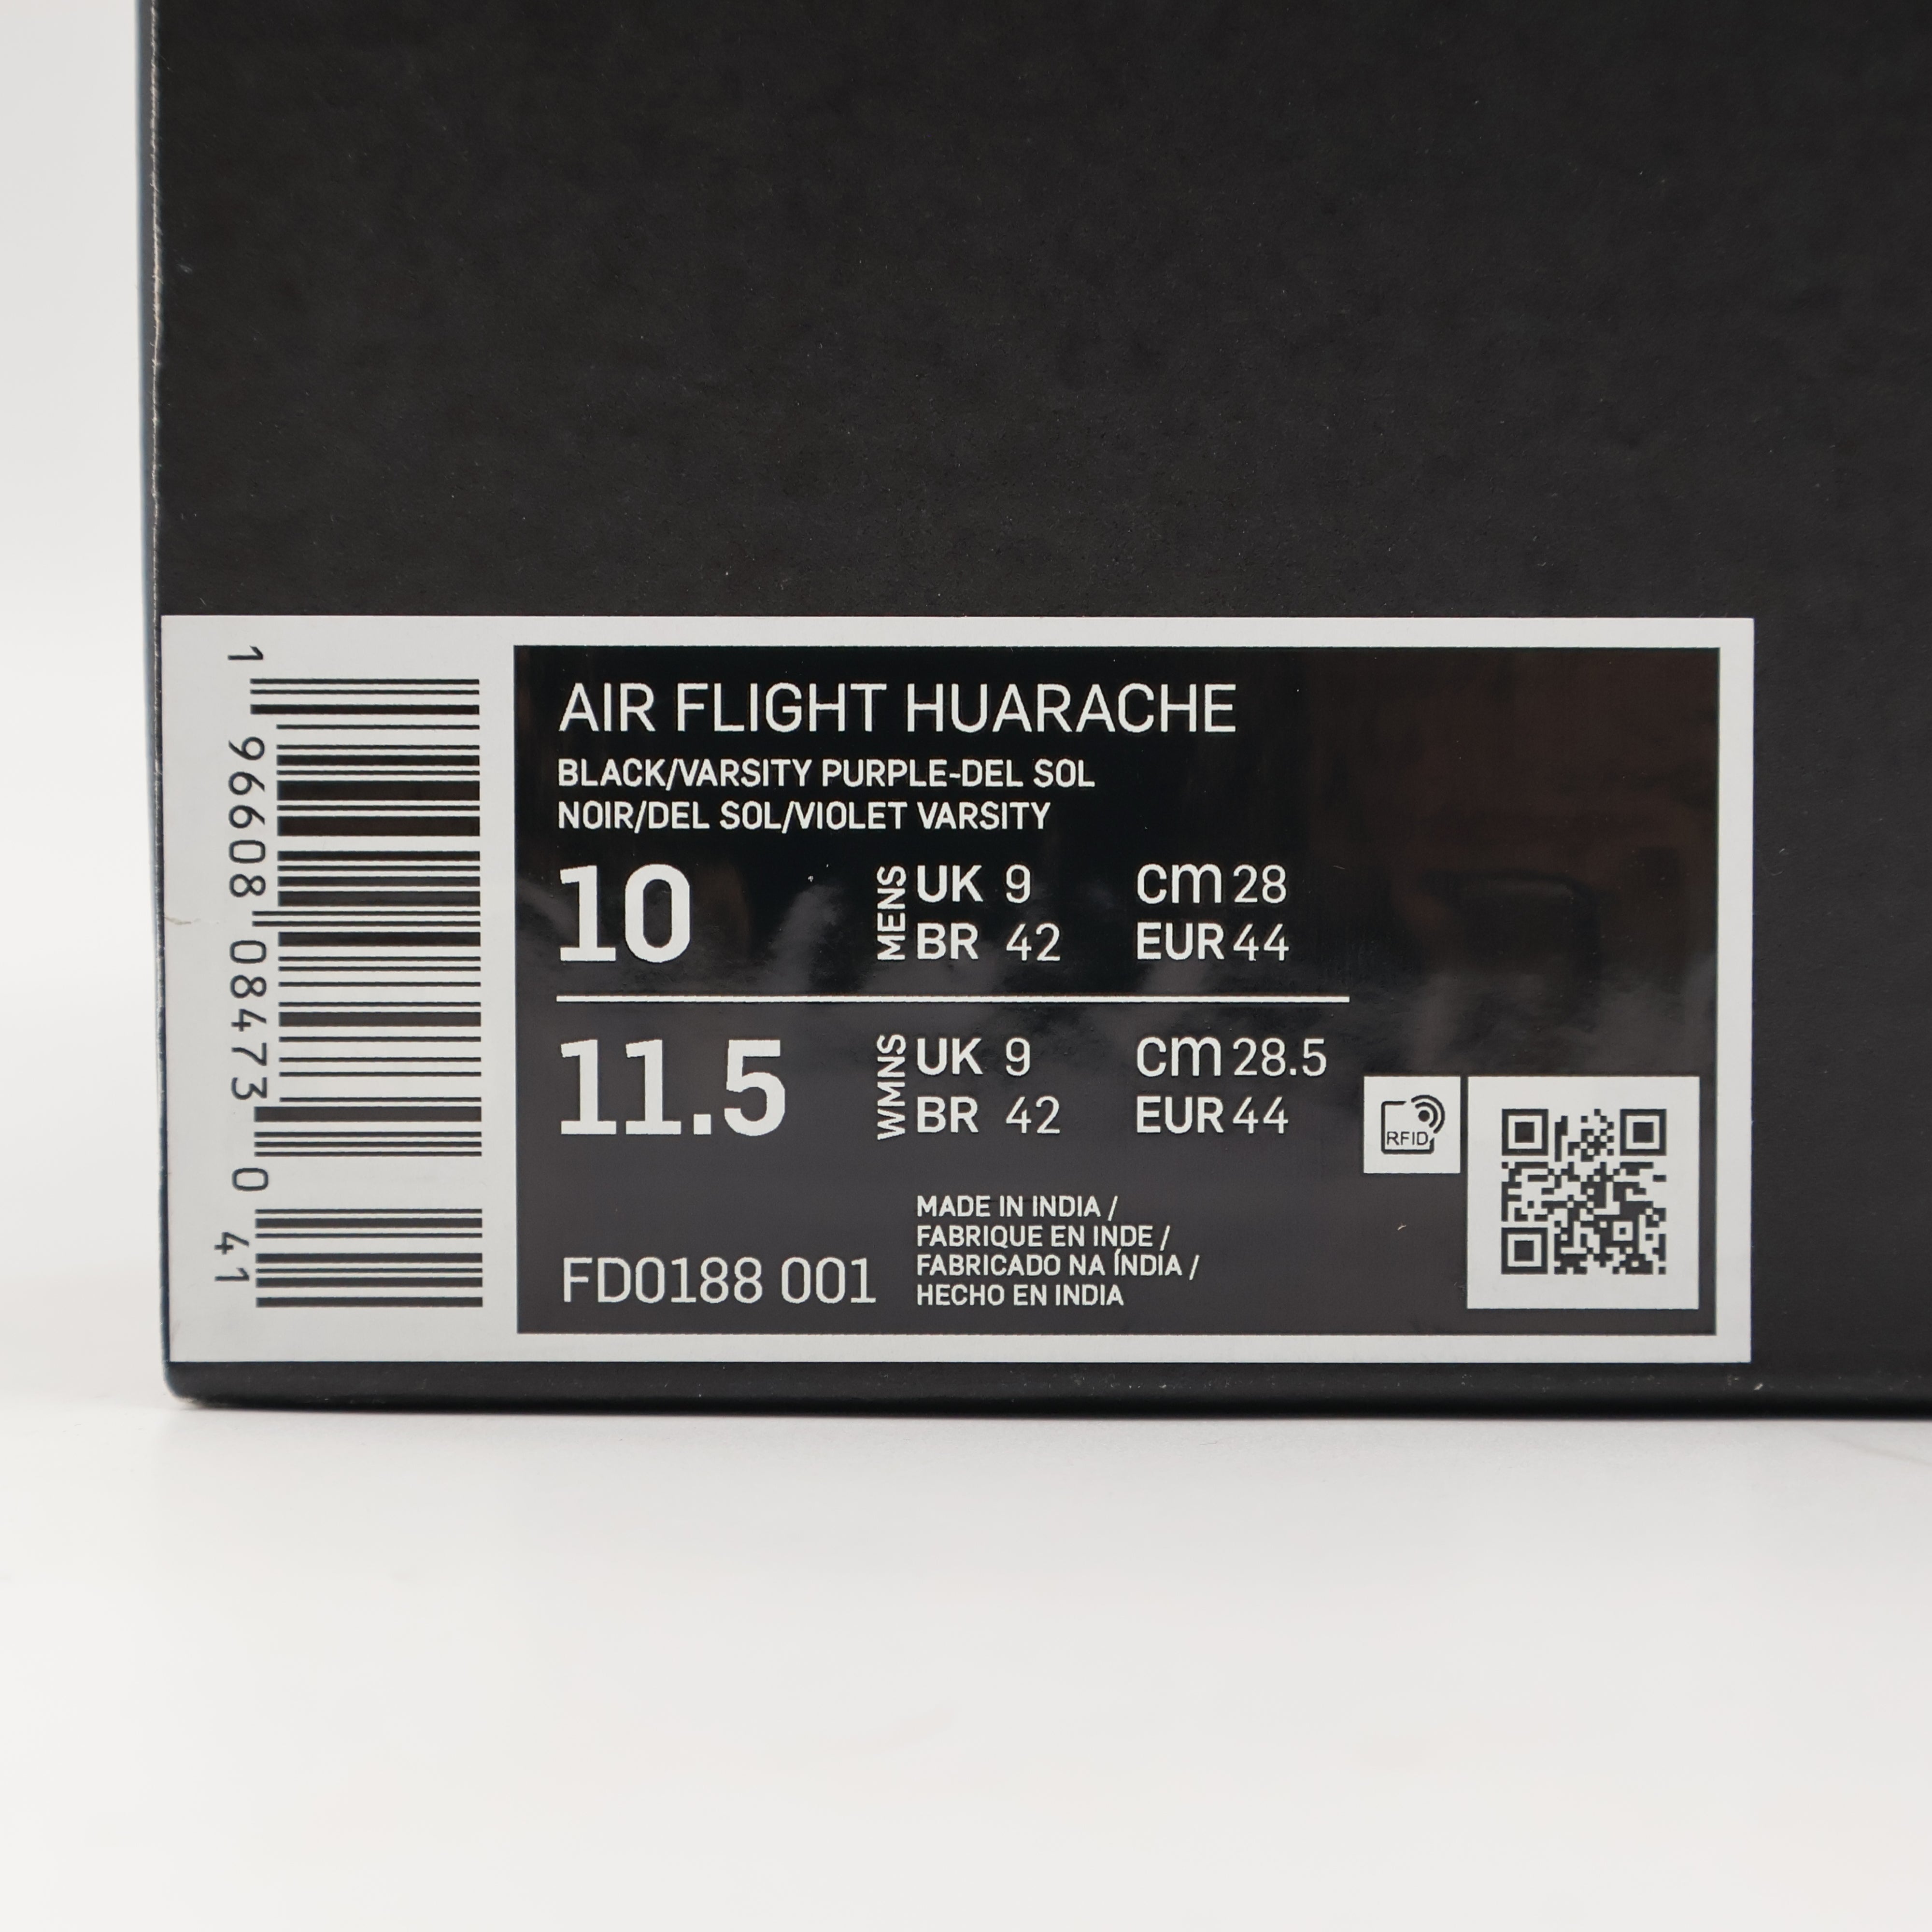 1 96608 08473 0 41
AIR FLIGHT HUARACHE
BLACK/VARSITY PURPLE-DEL SOL
NOIR/DEL SOL/VIOLET VARSITY
10 MENS UK 9 cm 28
BR 42 EUR 44
11.5 WMNS UK 9 cm 28.5
BR 42 EUR 44
RFID
MADE IN INDIA /
FABRIQUE EN INDE /
FABRICADO NA ÍNDIA /
HECHO EN INDIA
FD0188 001